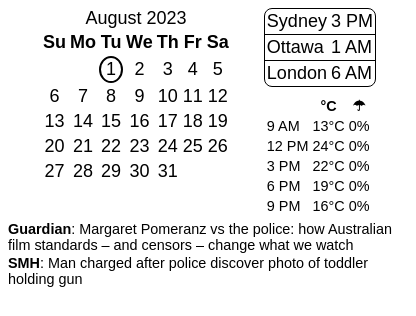 August 2023
Su Mo Tu We Th Fr Sa
1 2 3 4 5
6 7 8 9 10 11 12
13 14 15 16 17 18 19
20 21 22 23 24 25 26
27 28 29 30 31
Sydney 3 PM
Ottawa 1 AM
London 6 AM
°C ☂
9 AM 13°C 0%
12 PM 24°C 0%
3 PM 22°C 0%
6 PM 19°C 0%
9 PM 16°C 0%
Guardian: Margaret Pomeranz vs the police: how Australian
film standards – and censors – change what we watch
SMH: Man charged after police discover photo of toddler
holding gun